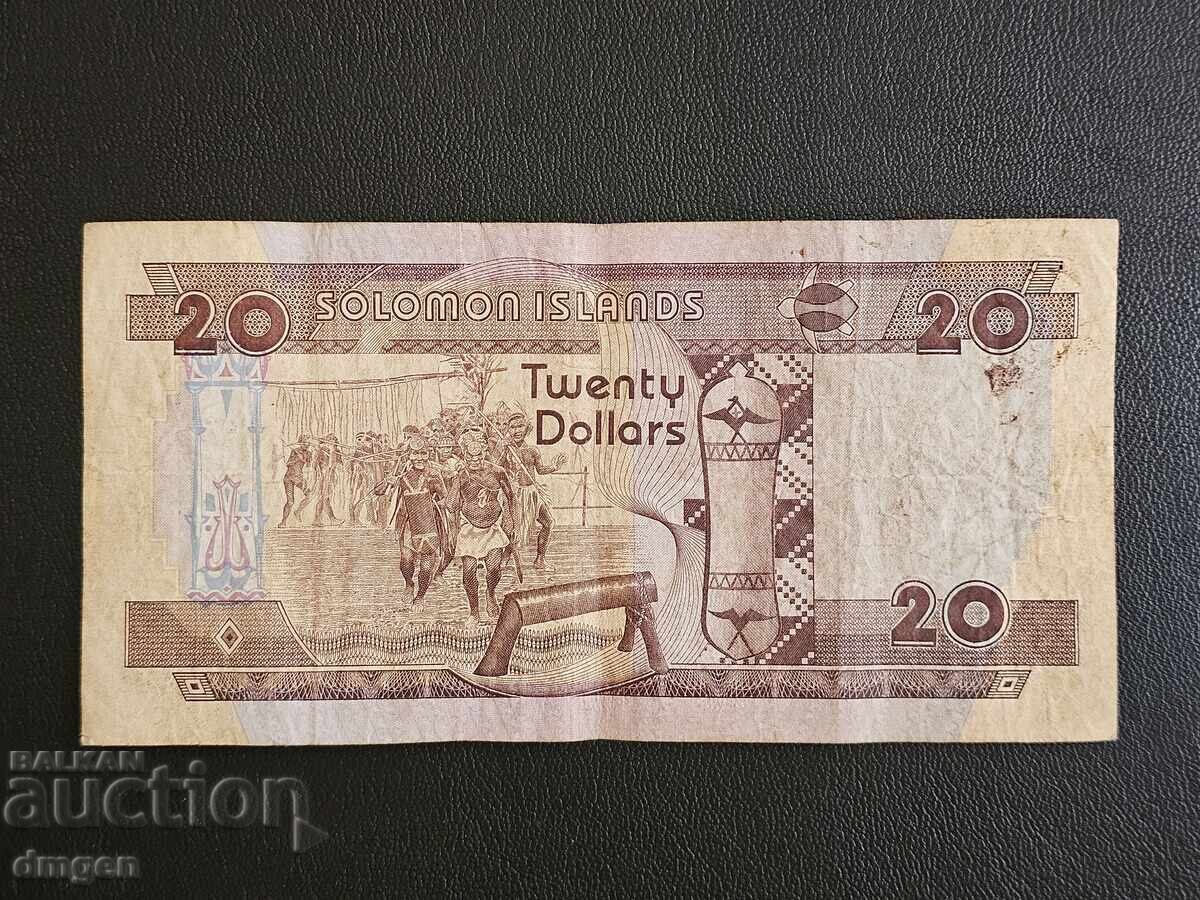 20 SOLOMON ISLANDS 20
Twenty
Dollars
20
BALKAN
auction
dmgen